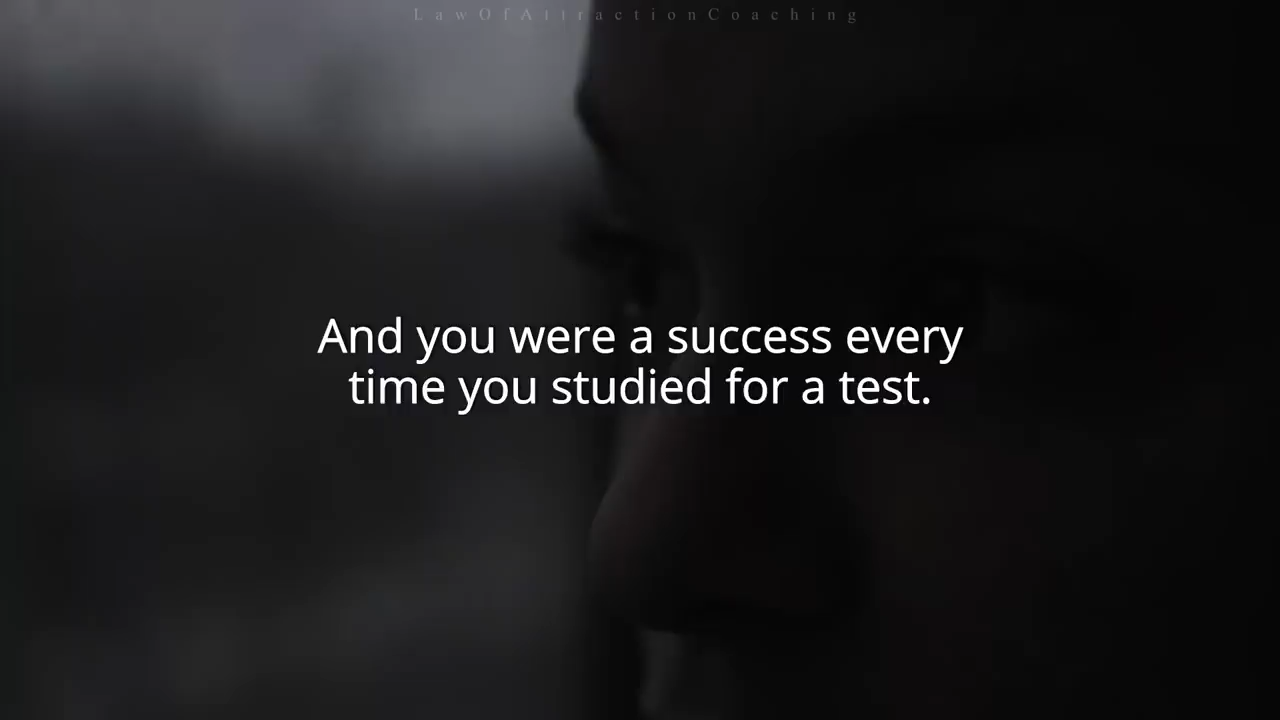 LawOfAttractionCoaching
And you were a success every
time you studied for a test.